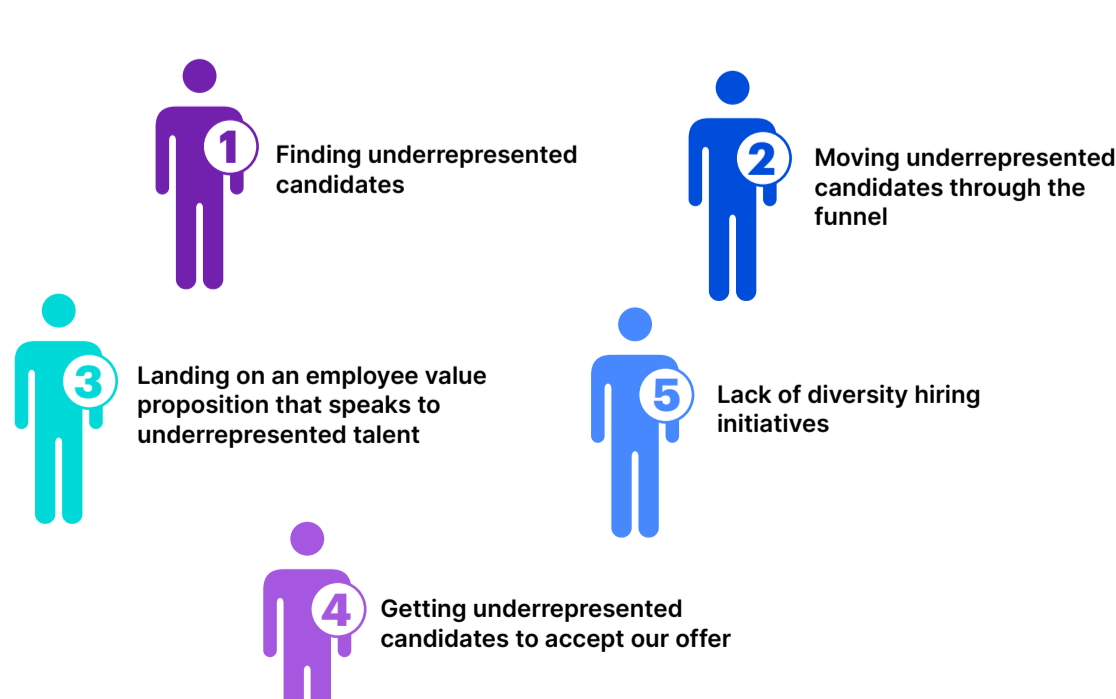 1
Finding underrepresented
candidates
2
Moving underrepresented
candidates through the
funnel
3
Landing on an employee value
proposition that speaks to
underrepresented talent
5
Lack of diversity hiring
initiatives
4
Getting underrepresented
candidates to accept our offer